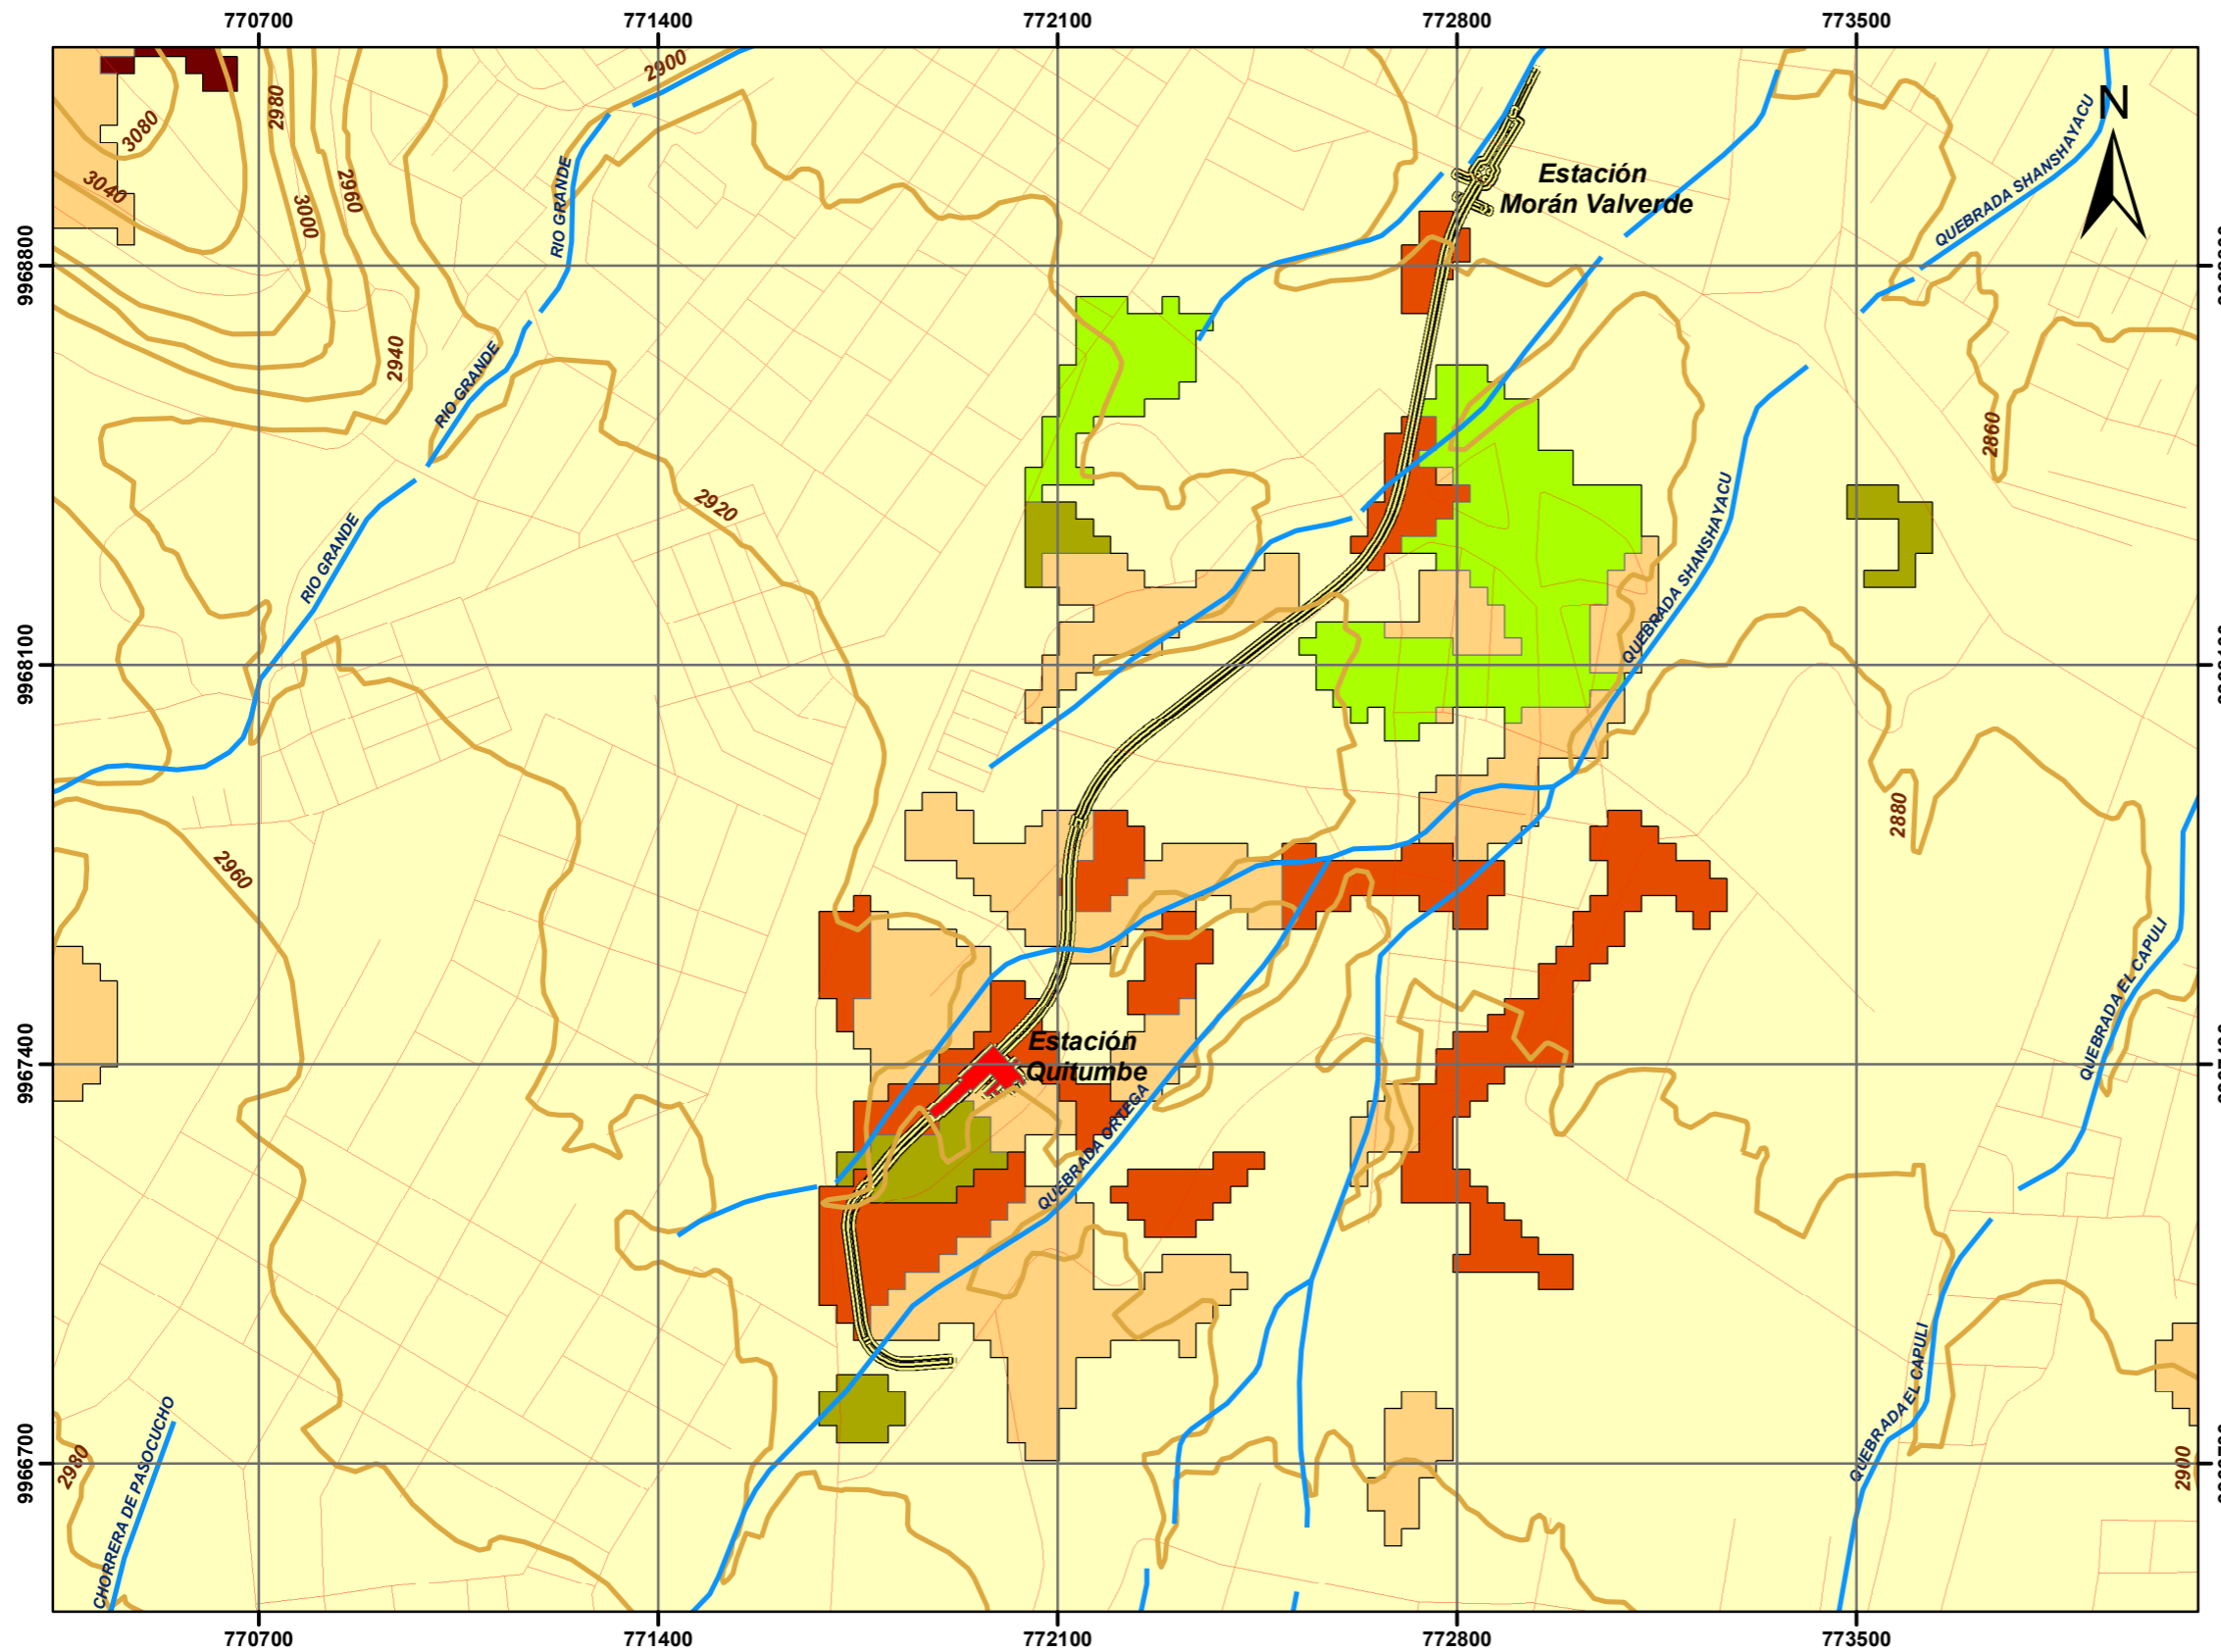 770700 771400 772100 772800 773500
2900
N
3080
2980
QUEBRADA SHANSHAYACU
3040
2960
RIO GRANDE
Estación
Morán Valverde
3000
9968800
2940
RIO GRANDE
2860
2920
RIO GRANDE
QUEBRADA SHANSHAYACU
9968100
2880
2960
QUEBRADA EL CAPULI
Estación
Quitumbe
9967400
QUEBRADA ORTEGA
QUEBRADA EL CAPULI
CHORRERA DE PASOCUCHO
2980
9966700
2900
770700 771400 772100 772800 773500